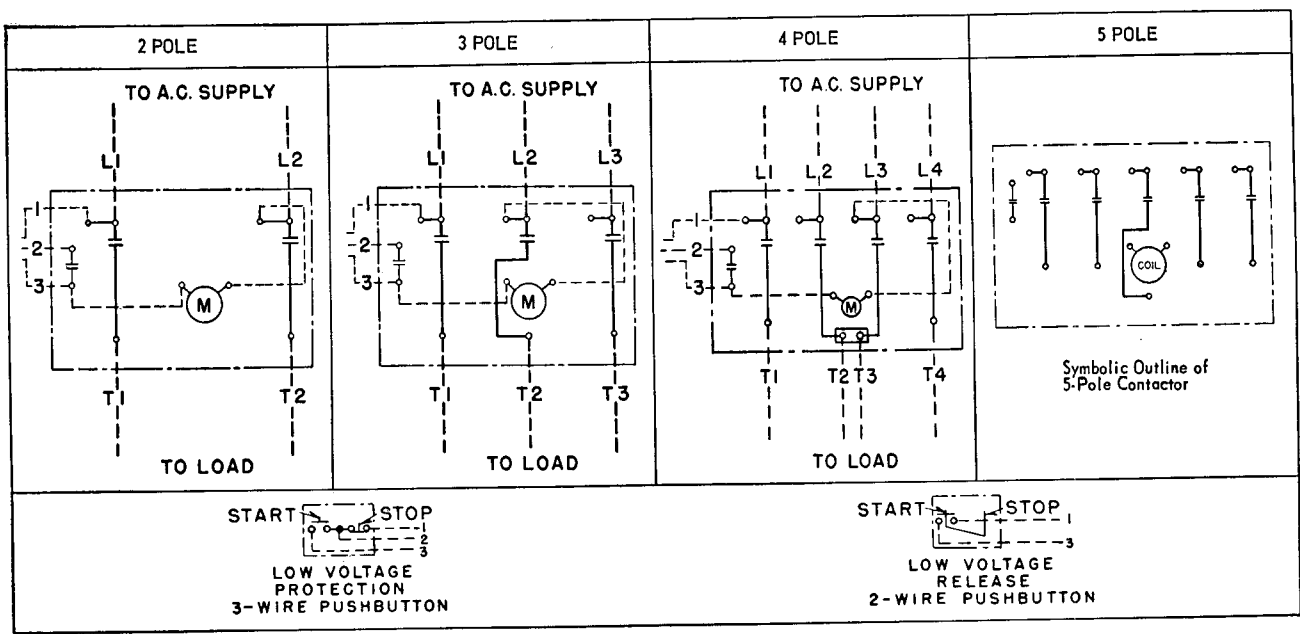 2 POLE
3 POLE
4 POLE
5 POLE
TO A.C. SUPPLY
L1 L2
1
2
3
M
T1 T2
TO LOAD
TO A.C. SUPPLY
L1 L2 L3
1
2
3
M
T1 T2 T3
TO LOAD
TO A.C. SUPPLY
L1 L2 L3 L4
1
2
3
M
T1 T2 T3 T4
TO LOAD
COIL
Symbolic Outline of
5-Pole Contactor
START STOP
1
2
3
LOW VOLTAGE
PROTECTION
3-WIRE PUSHBUTTON
START STOP
1
3
LOW VOLTAGE
RELEASE
2-WIRE PUSHBUTTON